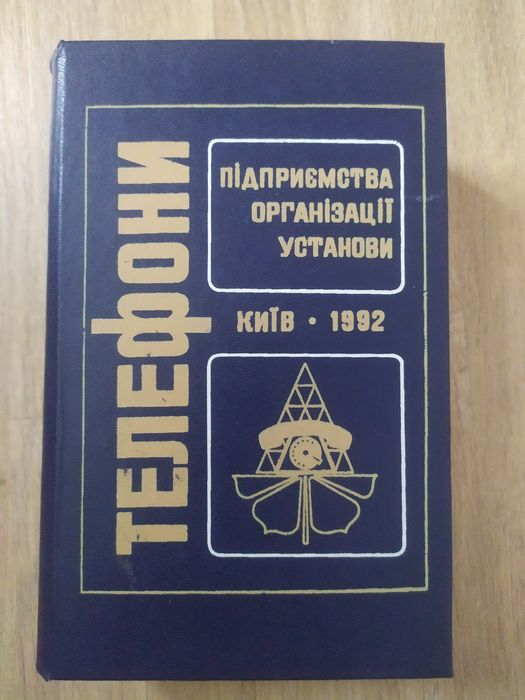 ТЕЛЕФОНИ
ПІДПРИЄМСТВА
ОРГАНІЗАЦІЇ
УСТАНОВИ
КИЇВ • 1992